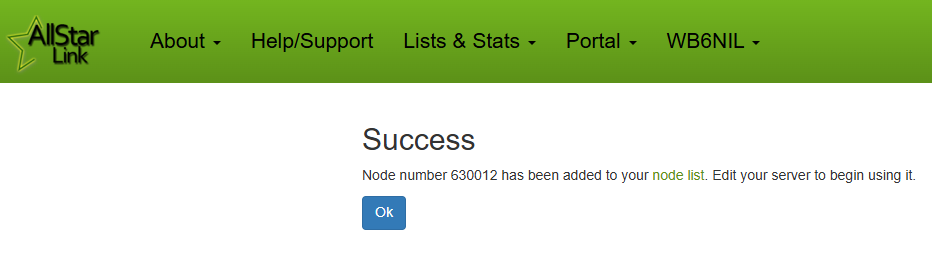 AllStar Link
About Help/Support Lists & Stats Portal WB6NIL
Success
Node number 630012 has been added to your node list. Edit your server to begin using it.
Ok